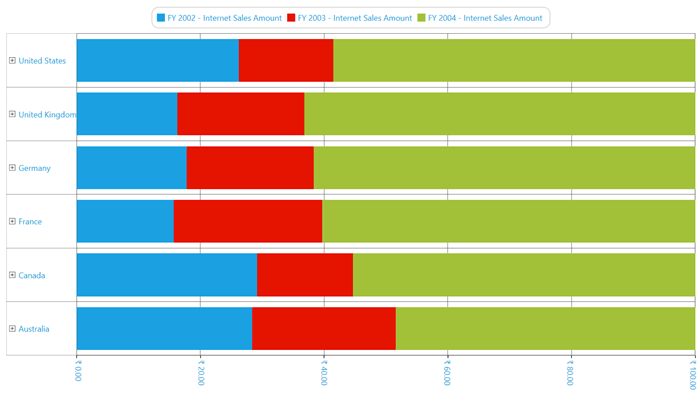 FY 2002 - Internet Sales Amount FY 2003 - Internet Sales Amount FY 2004 - Internet Sales Amount
United States
United Kingdom
Germany
France
Canada
Australia
₹ 0.00 ₹ 20.00 ₹ 40.00 ₹ 60.00 ₹ 80.00 ₹ 100.00